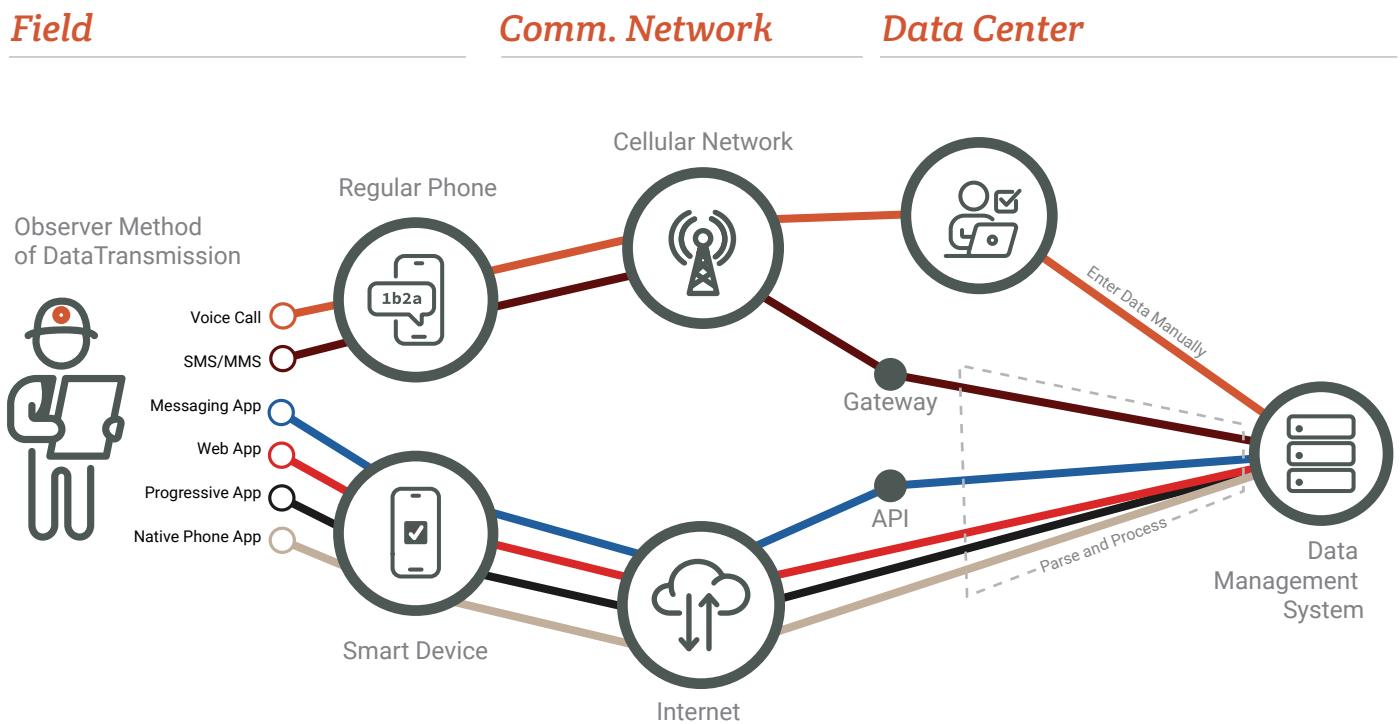 Field
Comm. Network
Data Center
Cellular Network
Regular Phone
Observer Method
of DataTransmission
1b2a
Voice Call
SMS/MMS
Messaging App
Web App
Progressive App
Native Phone App
Enter Data Manually
Gateway
API
Parse and Process
Smart Device
Internet
Data
Management
System